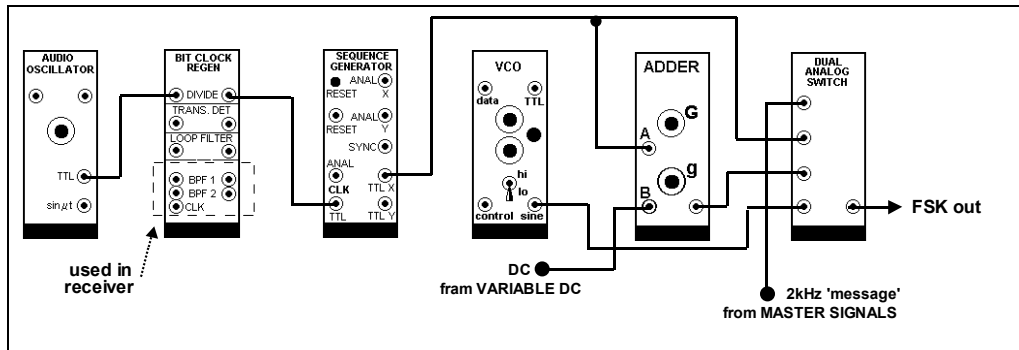 AUDIO
OSCILLATOR
TTL
sinµt
BIT CLOCK
REGEN
DIVIDE
TRANS. DET
LOOP FILTER
BPF 1
BPF 2
CLK
used in
receiver
SEQUENCE
GENERATOR
ANAL
X
RESET
ANAL
RESET
Y
SYNC
ANAL
CLK
TTL X
TTL
TTL Y
VCO
data
TTL
hi
lo
control
sine
DC
fram VARIABLE DC
ADDER
G
A
g
B
DUAL
ANALOG
SWITCH
FSK out
2kHz 'message'
from MASTER SIGNALS